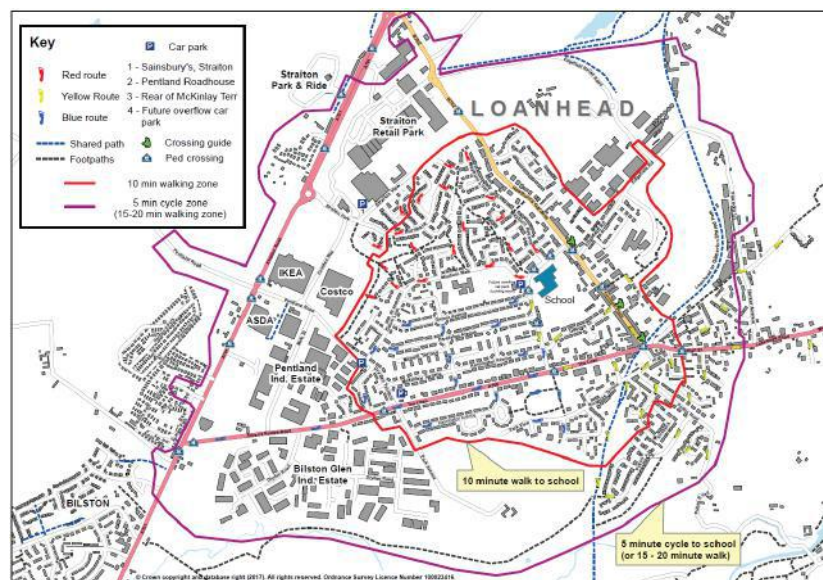 Key
Red route
Yellow Route
Blue route
Shared path
Footpaths
Car park
1 - Sainsbury's, Straiton
2 - Pentland Roadhouse
3 - Rear of McKinlay Terr
4 - Future overflow car
park
Crossing guide
Ped crossing
10 min walking zone
5 min cycle zone
(15-20 min walking zone)
Straiton
Park & Ride
Straiton
Retail Park
LOANHEAD
IKEA
Costco
ASDA
School
Pentland
Ind. Estate
Bilston Glen
Ind. Estate
10 minute walk to school
BILSTON
5 minute cycle to school
(or 15 - 20 minute walk)
© Crown copyright and database right (2017). All rights reserved. Ordnance Survey Licence Number 100023416.